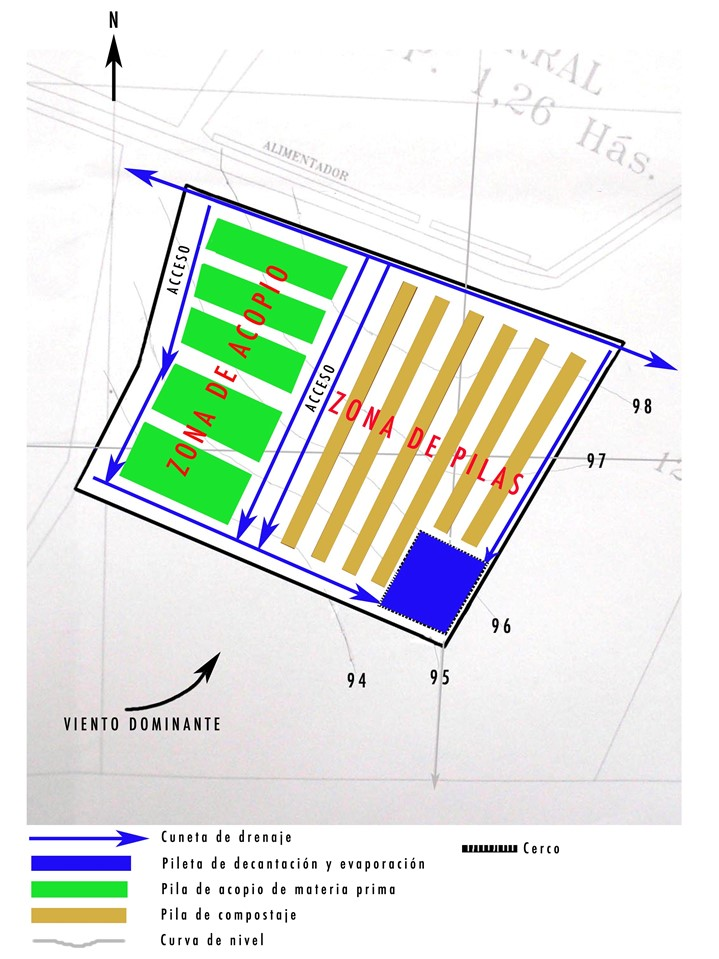 N
RRAL
p. 1,26 Hás.
ALIMENTADOR
ACCESO
ZONA DE ACOPIO
ACCESO
ZONA DE PILAS
98
97
96
95
94
VIENTO DOMINANTE
Cuneta de drenaje
Pileta de decantación y evaporación
Pila de acopio de materia prima
Pila de compostaje
Curva de nivel
Cerco